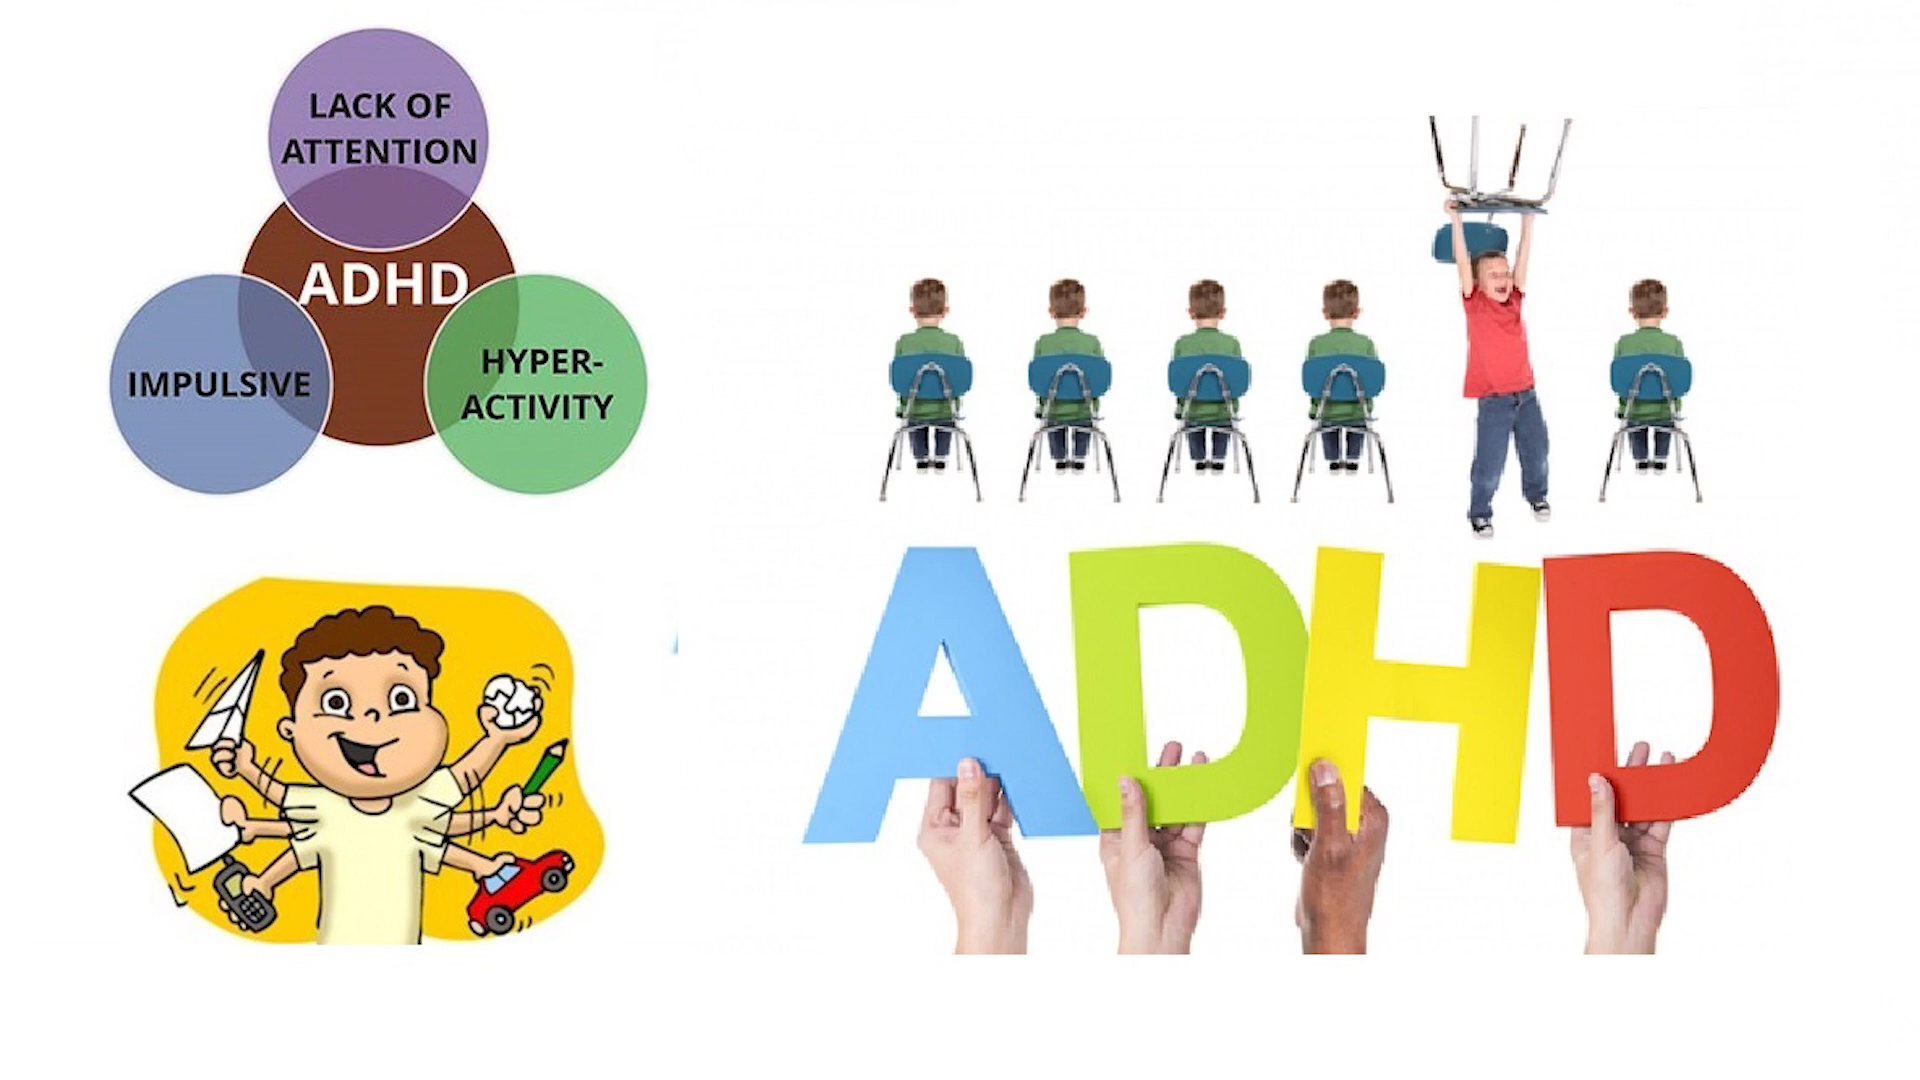 LACK OF
ATTENTION
ADHD
IMPULSIVE
HYPER-
ACTIVITY
ADHD